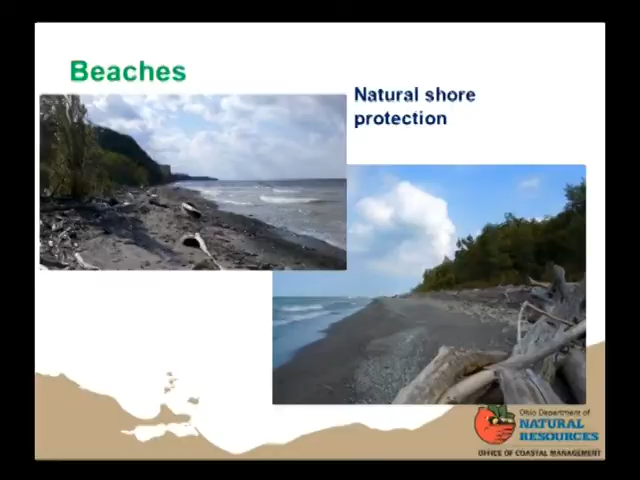 Beaches
Natural shore
protection
Ohio Department of
NATURAL
RESOURCES
OFFICE OF COASTAL MANAGEMENT